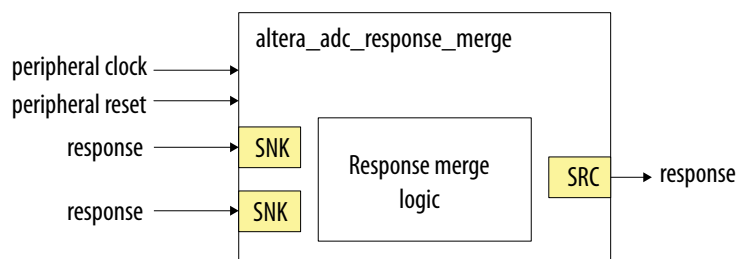 altera_adc_response_merge
peripheral clock
peripheral reset
response
SNK
response
SNK
Response merge
logic
SRC
response